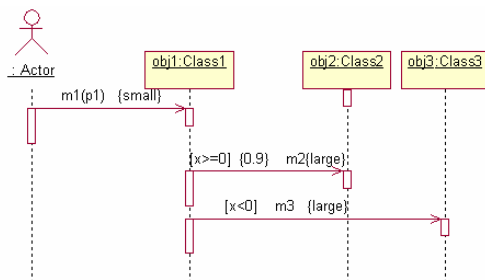 : Actor
obj1:Class1
obj2:Class2
obj3:Class3
m1(p1) {small}
[x>=0] {0.9} m2{large}
[x<0] m3 {large}